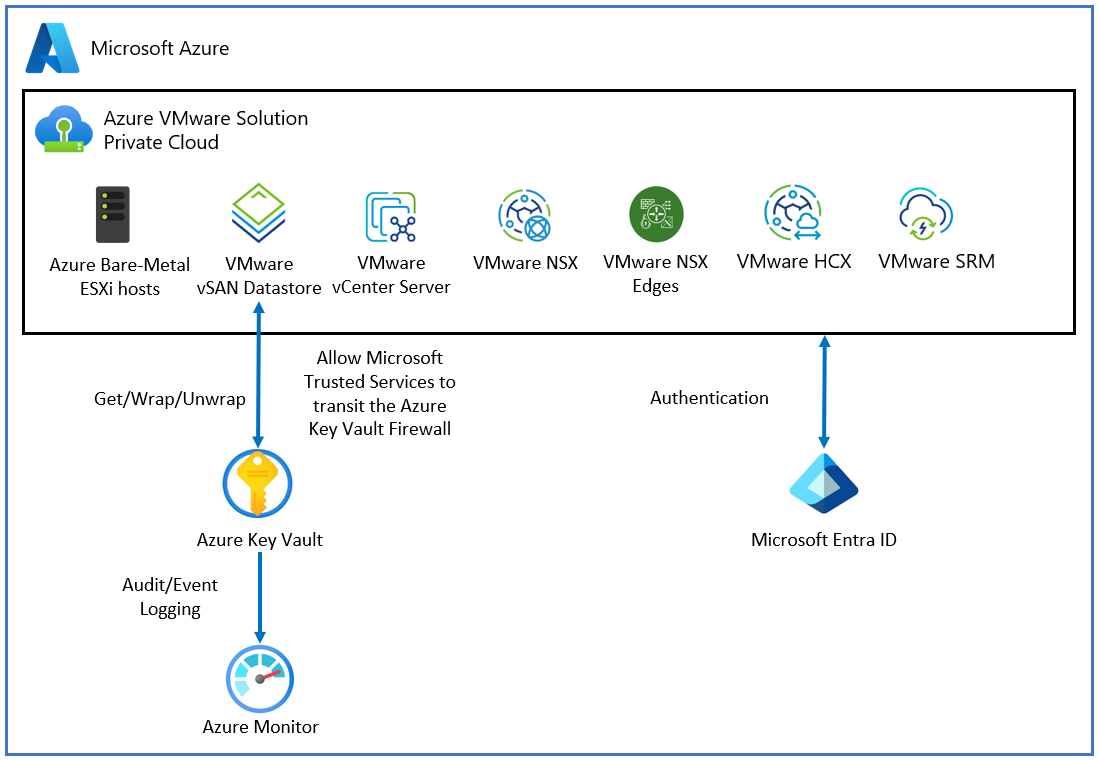 Microsoft Azure
Azure VMware Solution
Private Cloud
Azure Bare-Metal
ESXi hosts
VMware
vSAN Datastore
VMware
vCenter Server
VMware NSX
VMware NSX
Edges
VMware HCX
VMware SRM
Get/Wrap/Unwrap
Allow Microsoft
Trusted Services to
transit the Azure
Key Vault Firewall
Authentication
Azure Key Vault
Microsoft Entra ID
Audit/Event
Logging
Azure Monitor